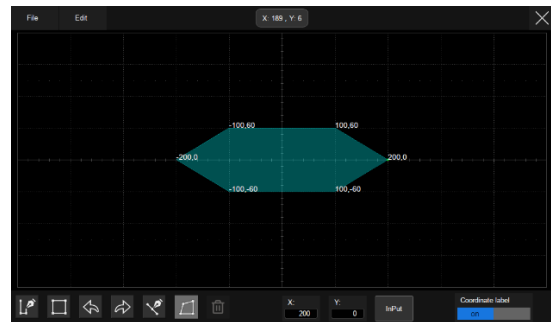 File Edit X: 189 , Y: 6
-100,60 100,60
-200,0 200,0
-100,-60 100,-60
X: Y: Coordinate label
200 0 InPut on